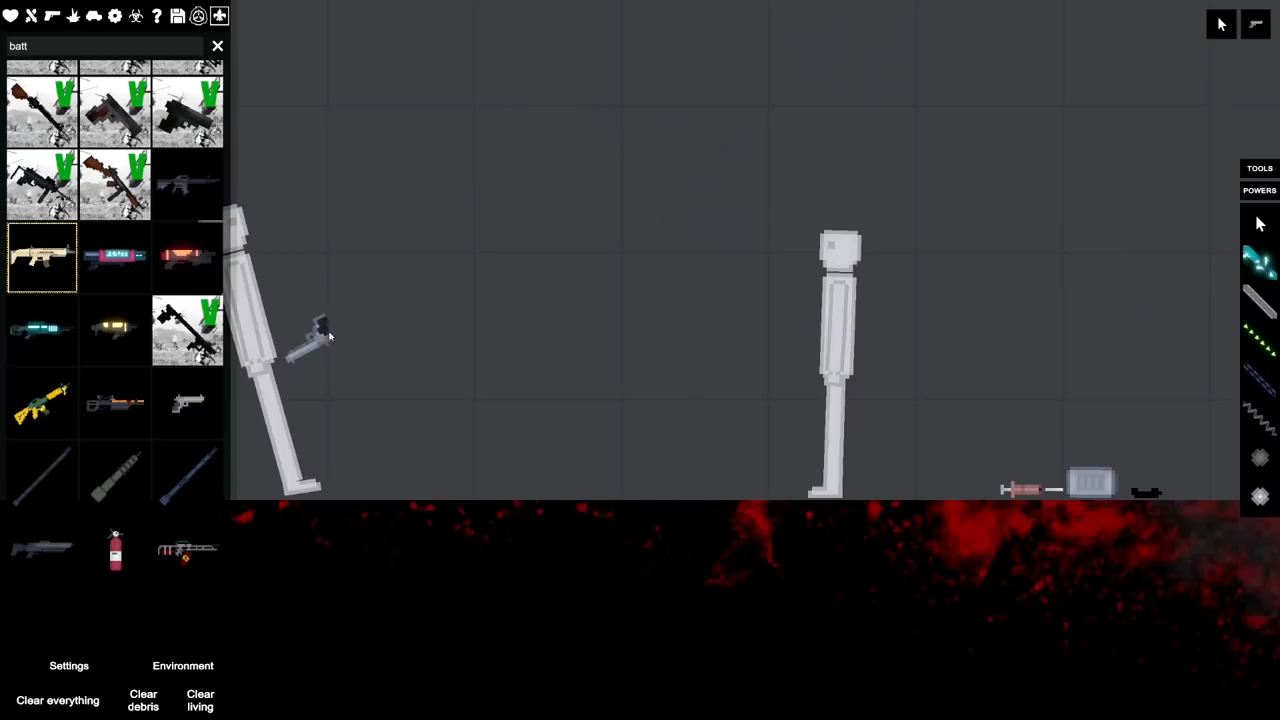 batt
V
V
V
V
V
V
TOOLS
POWERS
Settings
Environment
Clear everything
Clear
debris
Clear
living